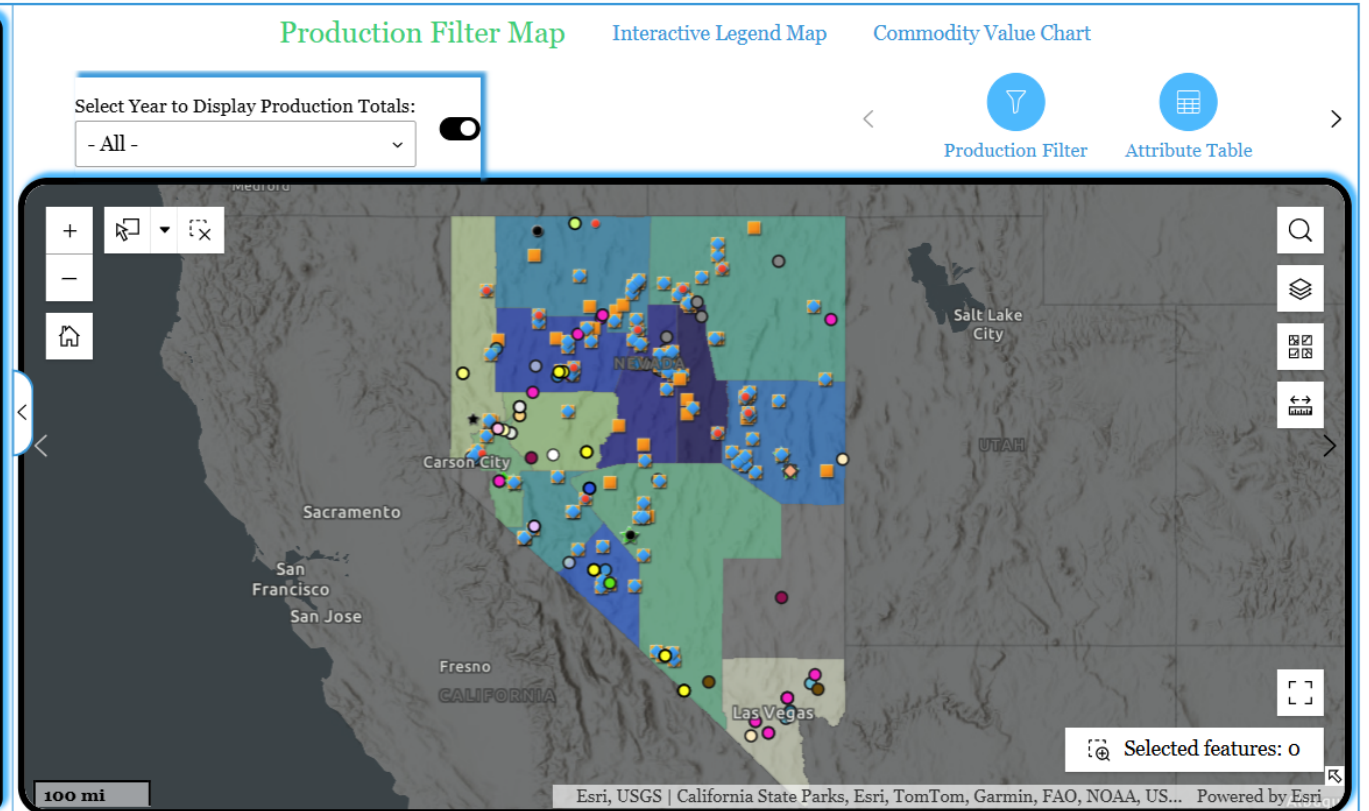 Production Filter Map
Interactive Legend Map
Commodity Value Chart
Select Year to Display Production Totals:
- All -
Production Filter
Attribute Table
Medford
+
−
Salt Lake
City
NEVADA
UTAH
Carson City
Sacramento
San
Francisco
San Jose
Fresno
CALIFORNIA
Las Vegas
Selected features: 0
100 mi
Esri, USGS | California State Parks, Esri, TomTom, Garmin, FAO, NOAA, US...
Powered by Esri